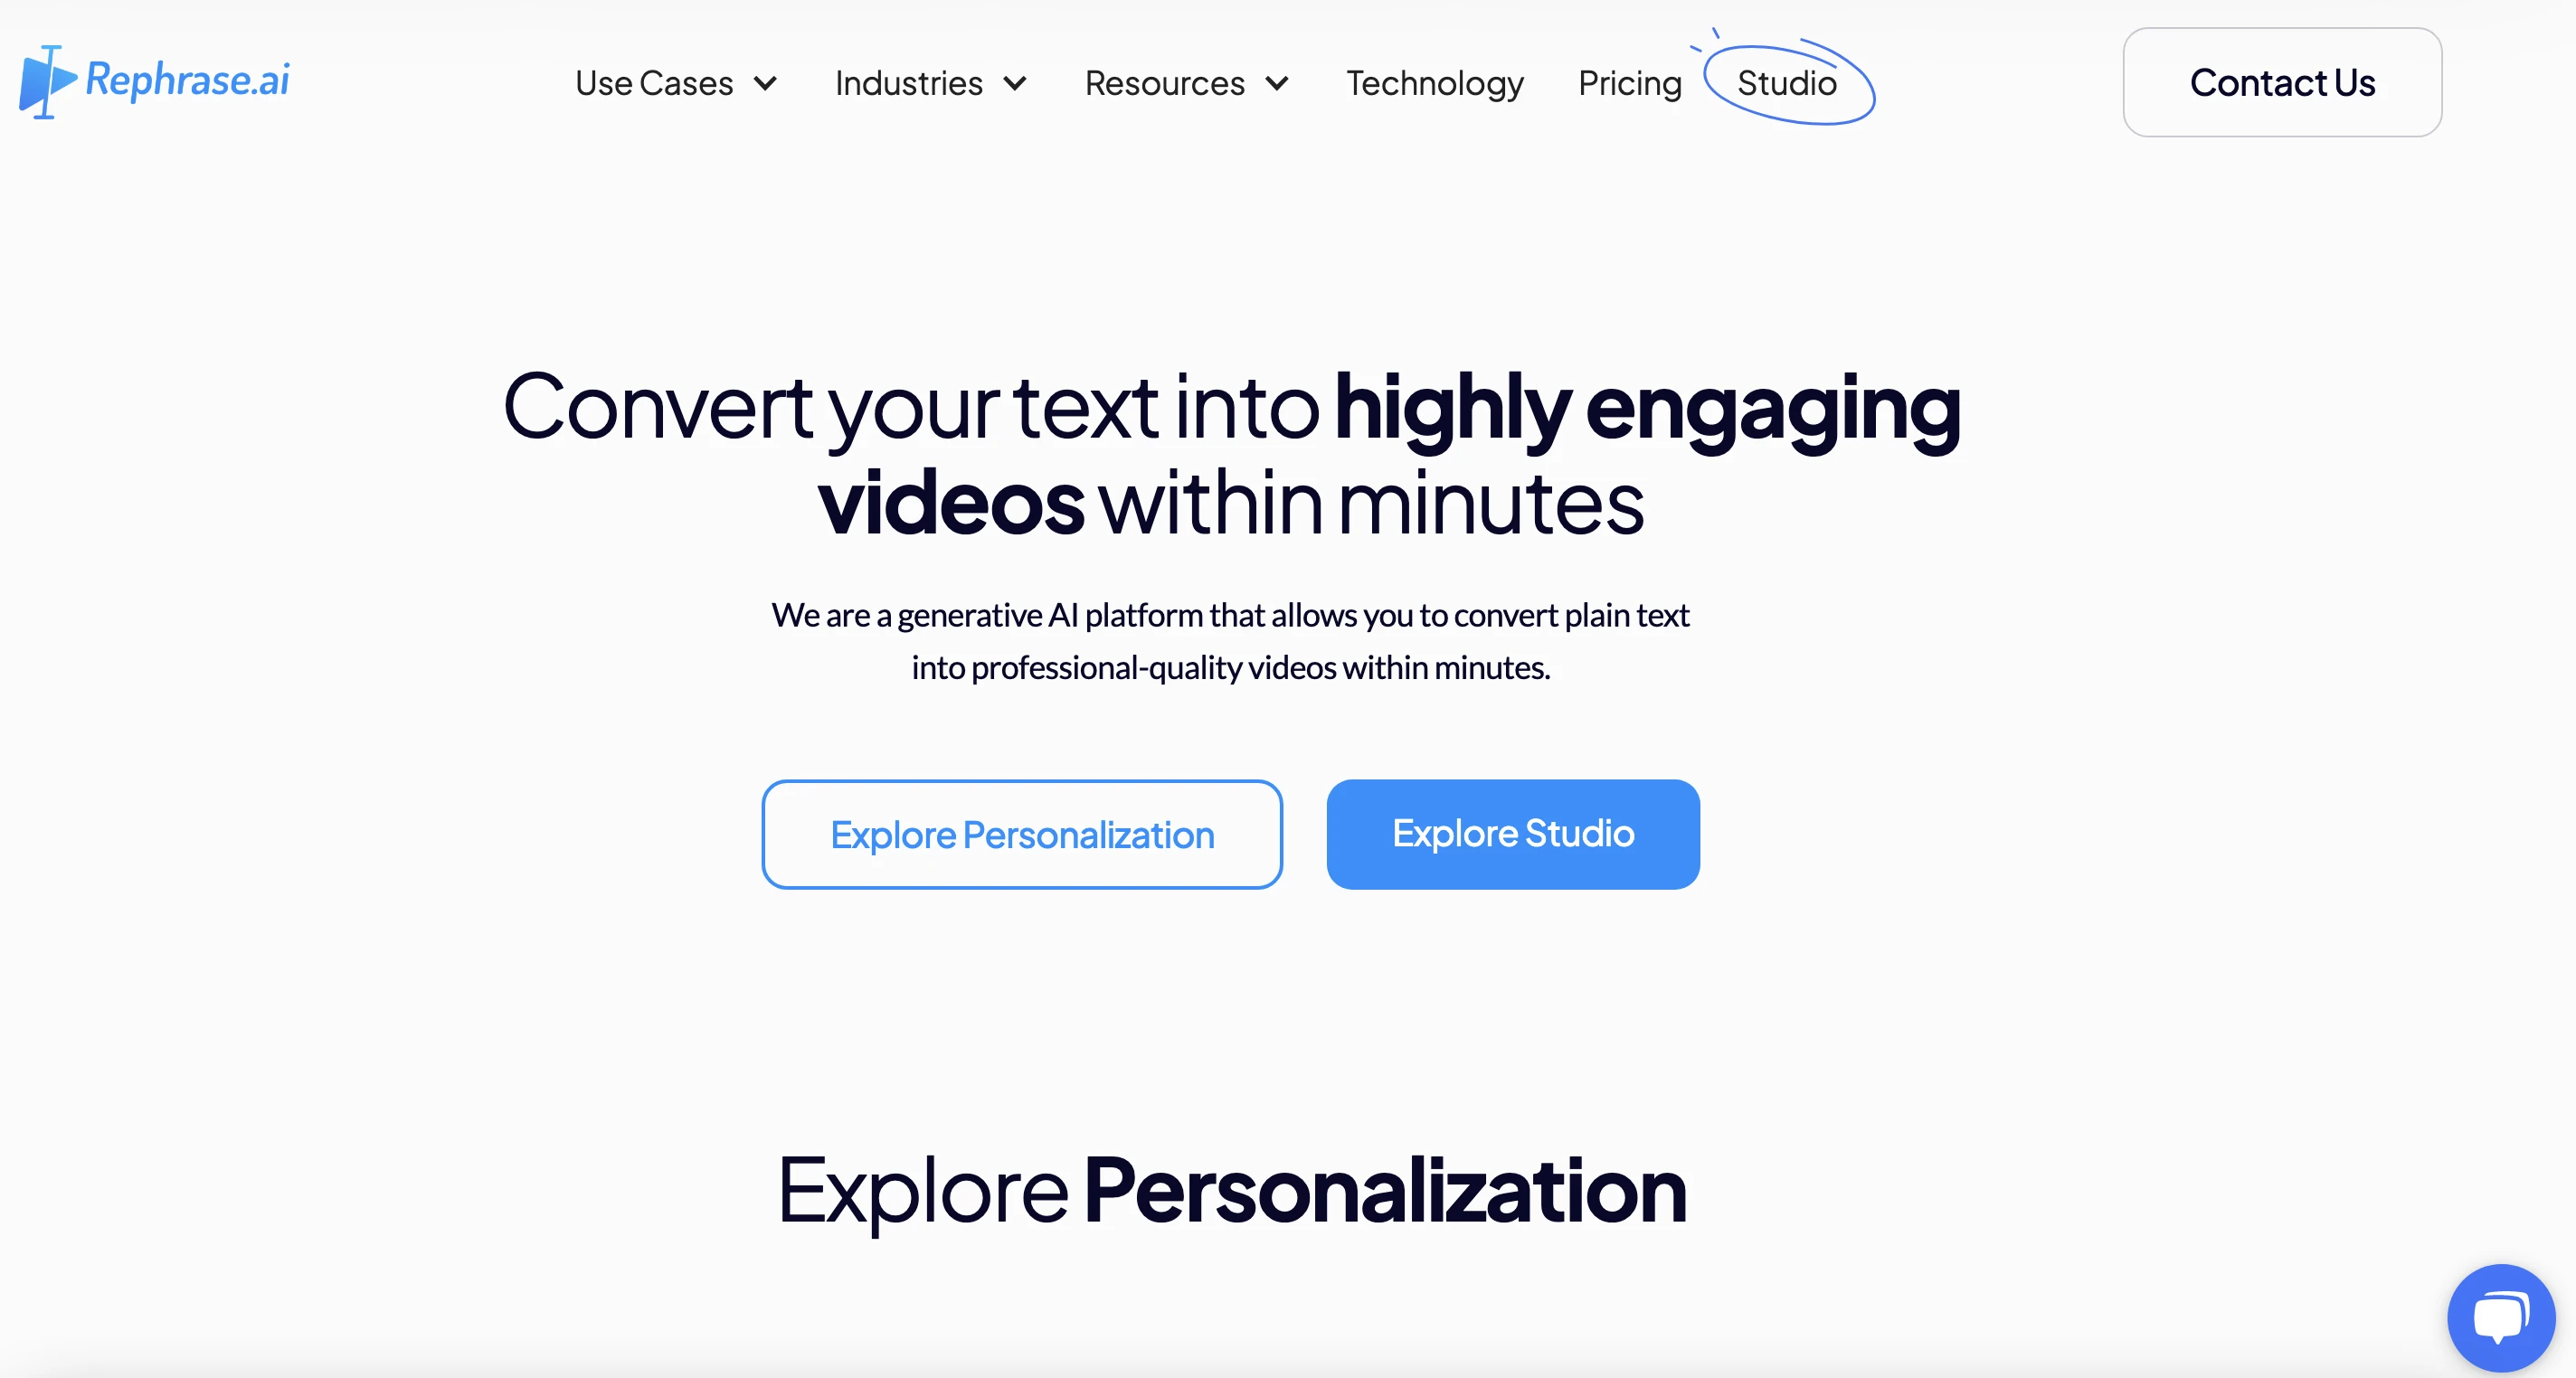 Rephrase.ai
Use Cases
Industries
Resources
Technology
Pricing
Studio
Contact Us
Convert your text into highly engaging
videos within minutes
We are a generative AI platform that allows you to convert plain text
into professional-quality videos within minutes.
Explore Personalization
Explore Studio
Explore Personalization